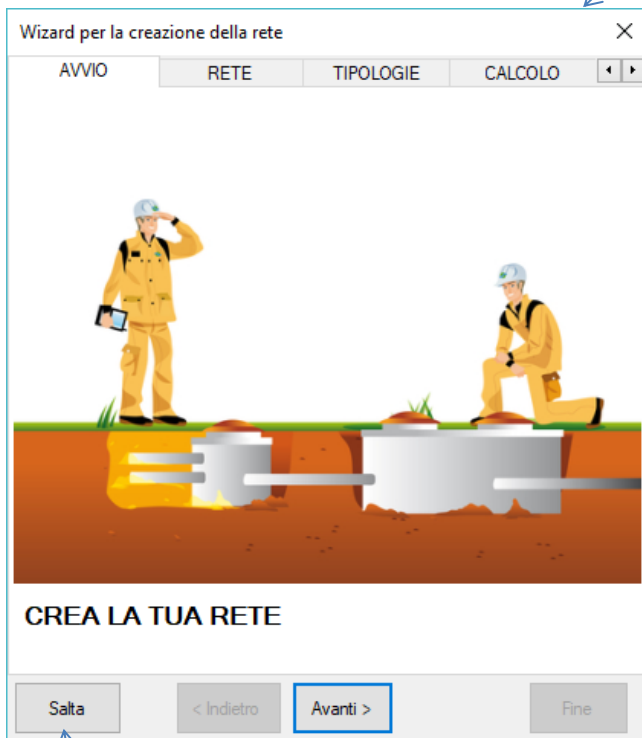 Wizard per la creazione della rete
AVVIO RETE TIPOLOGIE CALCOLO
CREA LA TUA RETE
Salta < Indietro Avanti > Fine